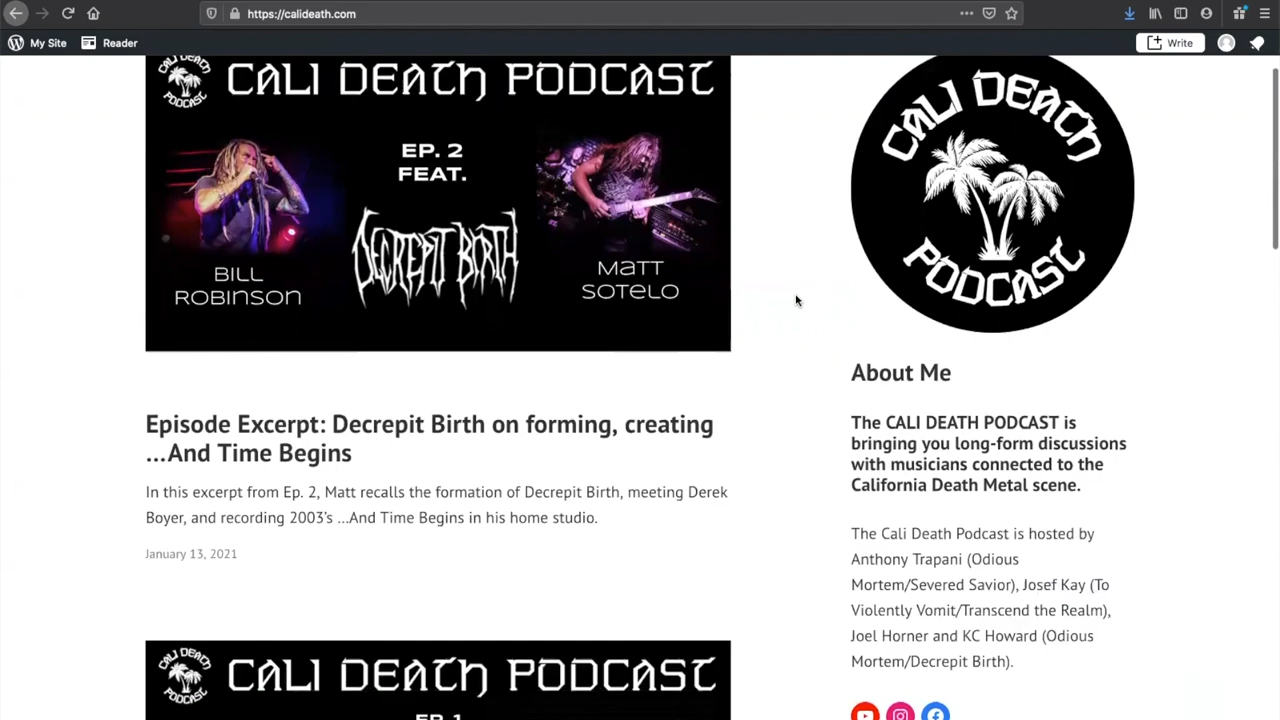 https://calideath.com
My Site
Reader
Write
CALI DEATH PODCAST
CALI DEATH PODCAST
EP. 2
FEAT.
DECREPIT BIRTH
BILL
ROBINSON
MATT
SOTELO
CALI DEATH
PODCAST
Episode Excerpt: Decrepit Birth on forming, creating
…And Time Begins
In this excerpt from Ep. 2, Matt recalls the formation of Decrepit Birth, meeting Derek
Boyer, and recording 2003’s …And Time Begins in his home studio.
January 13, 2021
CALI DEATH PODCAST
CALI DEATH PODCAST
EP. 1
About Me
The CALI DEATH PODCAST is
bringing you long-form discussions
with musicians connected to the
California Death Metal scene.
The Cali Death Podcast is hosted by
Anthony Trapani (Odious
Mortem/Severed Savior), Josef Kay (To
Violently Vomit/Transcend the Realm),
Joel Horner and KC Howard (Odious
Mortem/Decrepit Birth).